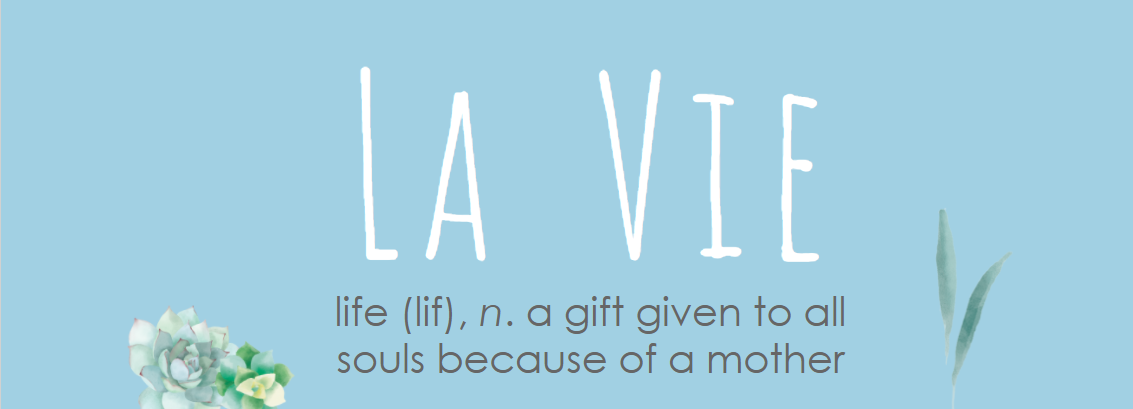 LA VIE
life (lif), n. a gift given to all
souls because of a mother